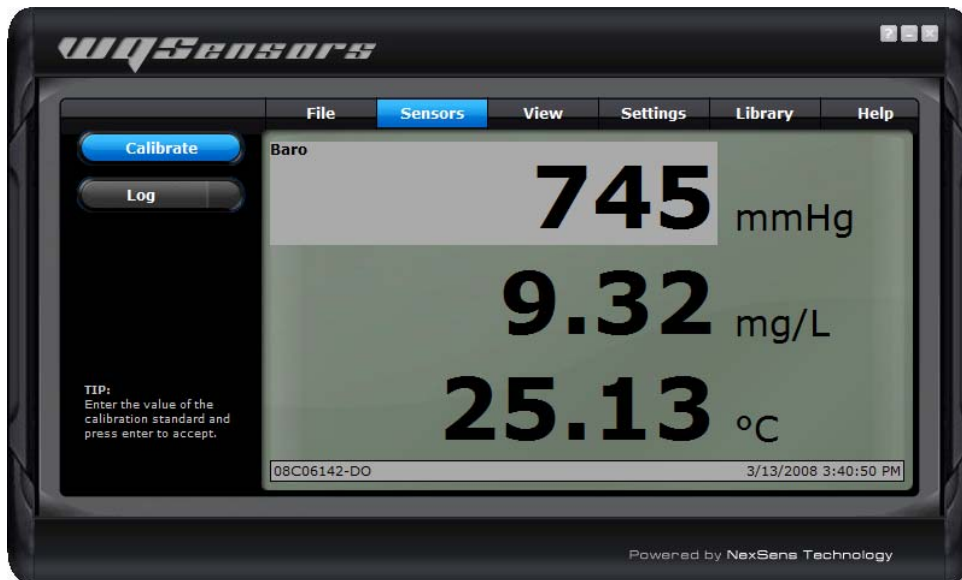 WQSensors
? - x
File Sensors View Settings Library Help
Calibrate
Log
Baro
745 mmHg
9.32 mg/L
25.13 °C
TIP:
Enter the value of the
calibration standard and
press enter to accept.
08C06142-DO 3/13/2008 3:40:50 PM
Powered by NexSens Technology